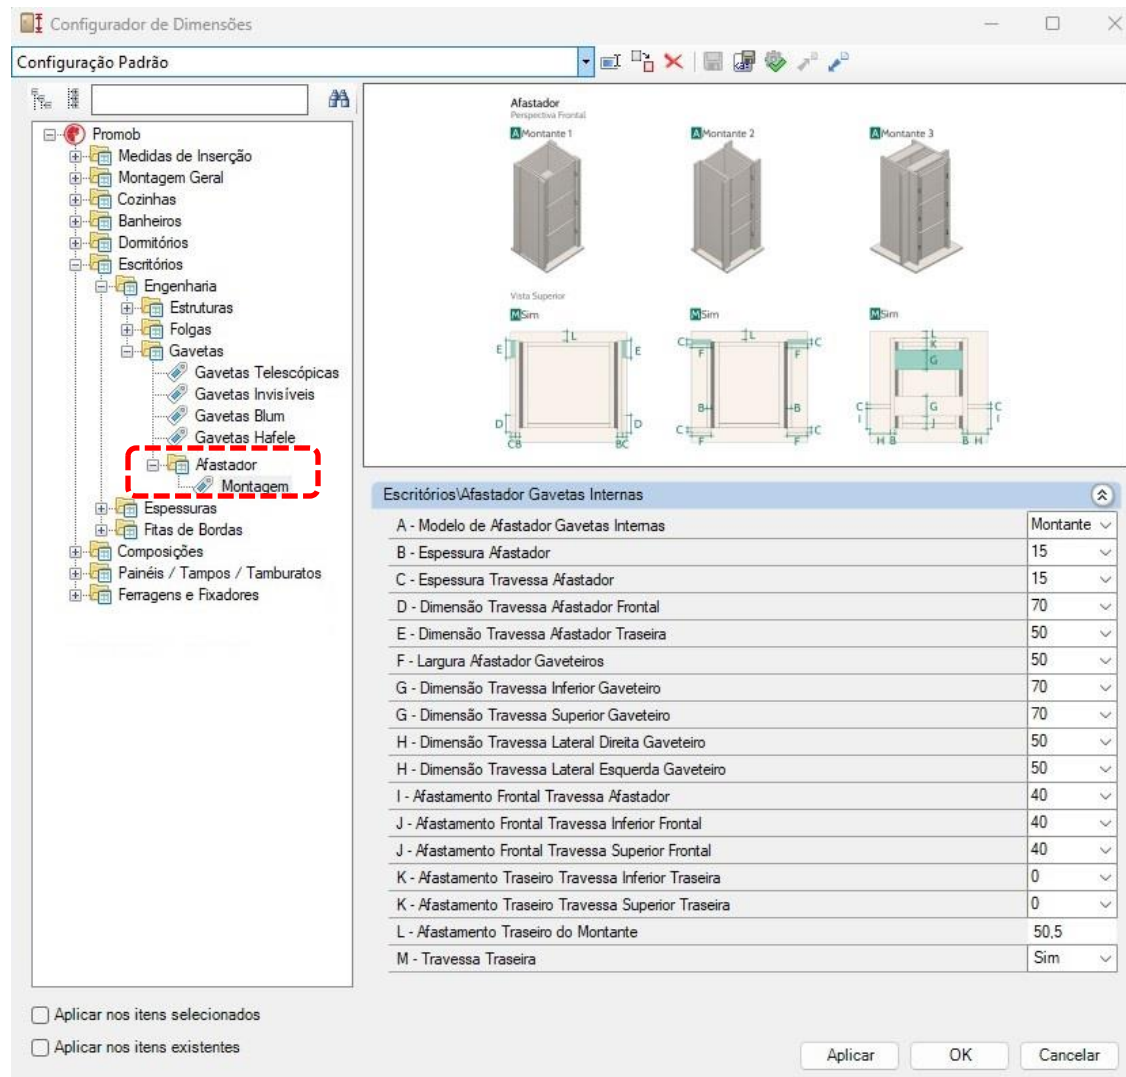 Configurador de Dimensões
Configuração Padrão
Promob
Medidas de Inserção
Montagem Geral
Cozinhas
Banheiros
Dormitórios
Escritórios
Engenharia
Estruturas
Folgas
Gavetas
Gavetas Telescópicas
Gavetas Invisíveis
Gavetas Blum
Gavetas Hafele
Afastador
Montagem
Espessuras
Fitas de Bordas
Composições
Painéis / Tampos / Tamburatos
Ferragens e Fixadores
Afastador
Perspectiva Frontal
A Montante 1 A Montante 2 A Montante 3
Vista Superior
M Sim M Sim M Sim
L L L
E E C C K
F F G
B B C G C
D D I J I
C C H B B H
CB BC F F
Escritórios\Afastador Gavetas Internas
A - Modelo de Afastador Gavetas Internas Montante
B - Espessura Afastador 15
C - Espessura Travessa Afastador 15
D - Dimensão Travessa Afastador Frontal 70
E - Dimensão Travessa Afastador Traseira 50
F - Largura Afastador Gaveteiros 50
G - Dimensão Travessa Inferior Gaveteiro 70
G - Dimensão Travessa Superior Gaveteiro 70
H - Dimensão Travessa Lateral Direita Gaveteiro 50
H - Dimensão Travessa Lateral Esquerda Gaveteiro 50
I - Afastamento Frontal Travessa Afastador 40
J - Afastamento Frontal Travessa Inferior Frontal 40
J - Afastamento Frontal Travessa Superior Frontal 40
K - Afastamento Traseiro Travessa Inferior Traseira 0
K - Afastamento Traseiro Travessa Superior Traseira 0
L - Afastamento Traseiro do Montante 50,5
M - Travessa Traseira Sim
Aplicar nos itens selecionados
Aplicar nos itens existentes
Aplicar OK Cancelar